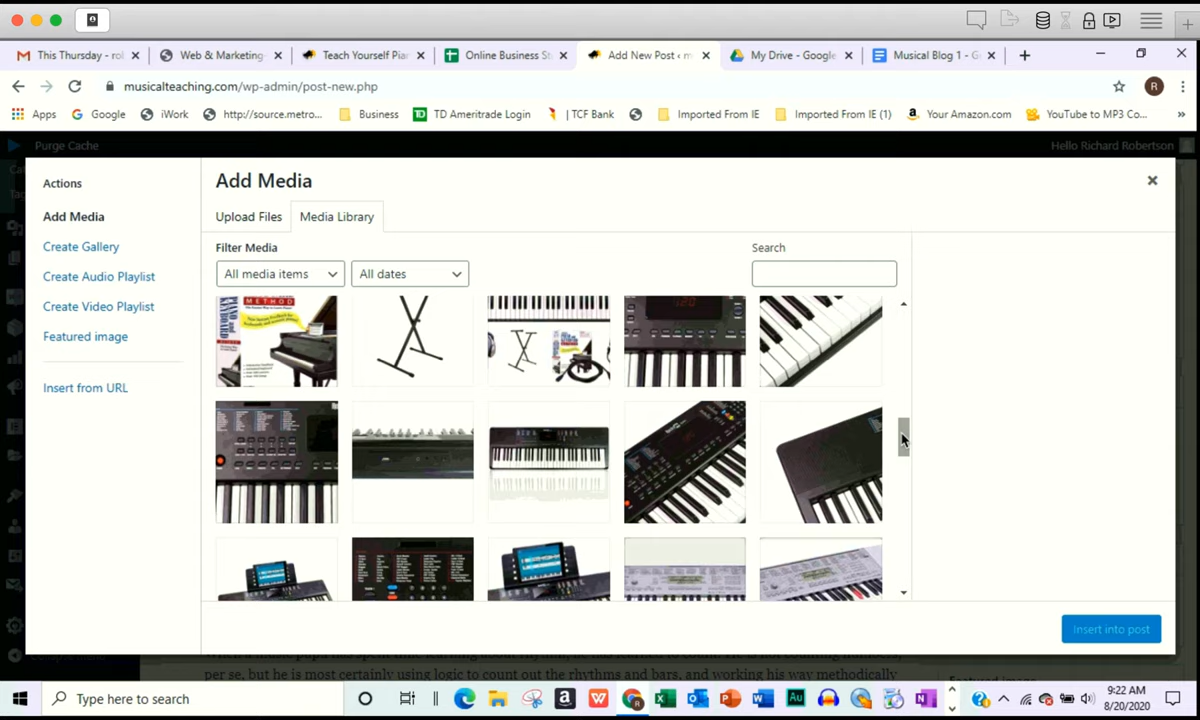 This Thursday - rol
Web & Marketing
Teach Yourself Pian
Online Business St
Add New Post ‹ m
My Drive - Google
Musical Blog 1 - G
musicalteaching.com/wp-admin/post-new.php
R
Apps
Google
iWork
http://source.metro...
Business
TD Ameritrade Login
| TCF Bank
Imported From IE
Imported From IE (1)
Your Amazon.com
YouTube to MP3 Co...
Purge Cache
Hello Richard Robertson
Actions
Add Media
Create Gallery
Create Audio Playlist
Create Video Playlist
Featured image
Insert from URL
Add Media
Upload Files
Media Library
Filter Media
All media items
All dates
Search
METHOD
Insert into post
per se, but he is most certainly using logic to count out the rhythms and bars, and working his way methodically
Type here to search
9:22 AM
8/20/2020